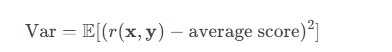 Var = 𝔼[(r(𝐱, 𝐲) − average score)²]